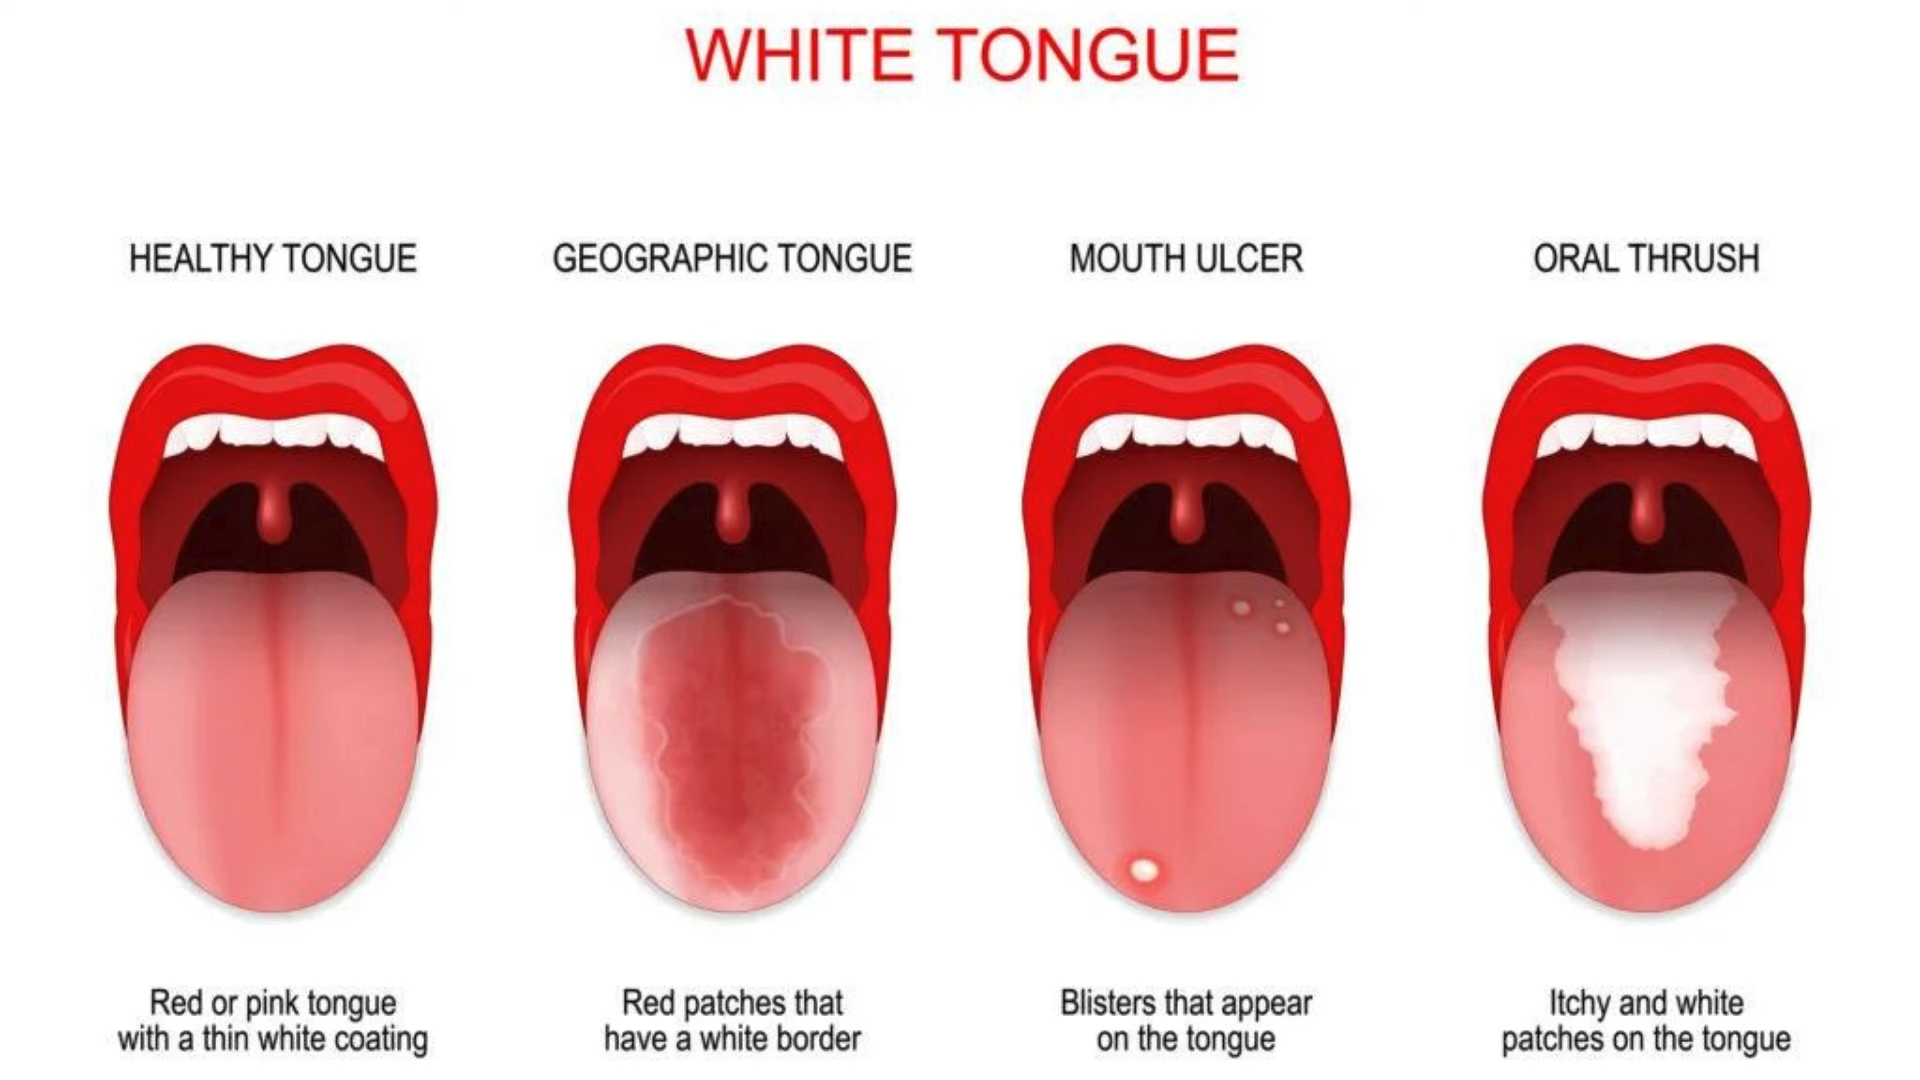 WHITE TONGUE
HEALTHY TONGUE
GEOGRAPHIC TONGUE
MOUTH ULCER
ORAL THRUSH
Red or pink tongue
with a thin white coating
Red patches that
have a white border
Blisters that appear
on the tongue
Itchy and white
patches on the tongue